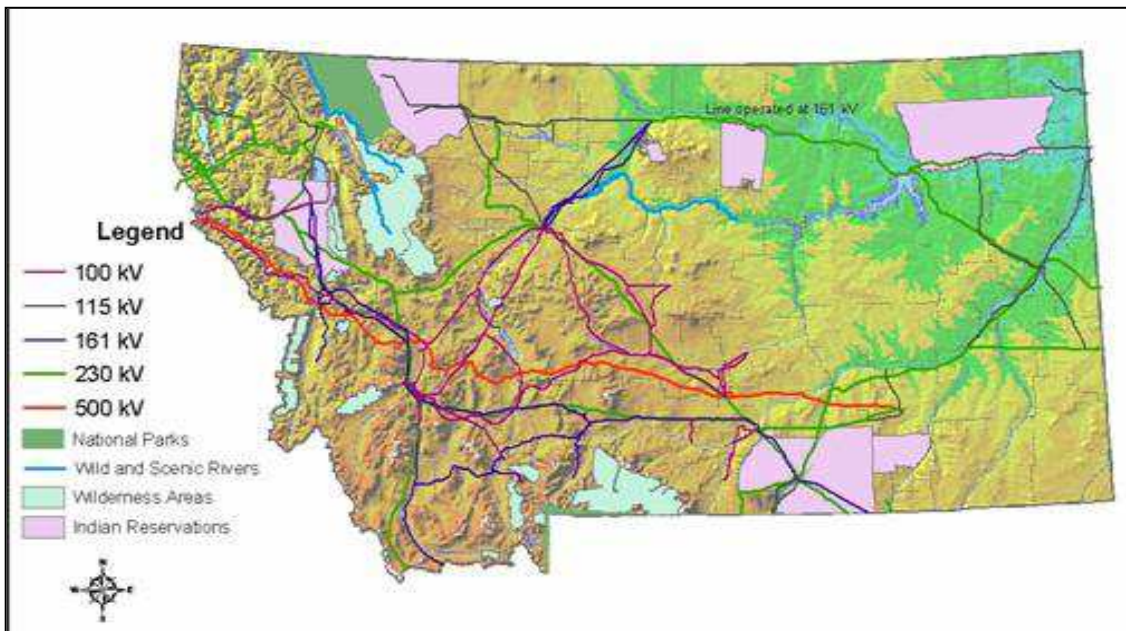 Line operated at 161 kV
Legend
100 kV
115 kV
161 kV
230 kV
500 kV
National Parks
Wild and Scenic Rivers
Wilderness Areas
Indian Reservations
N
W E
S